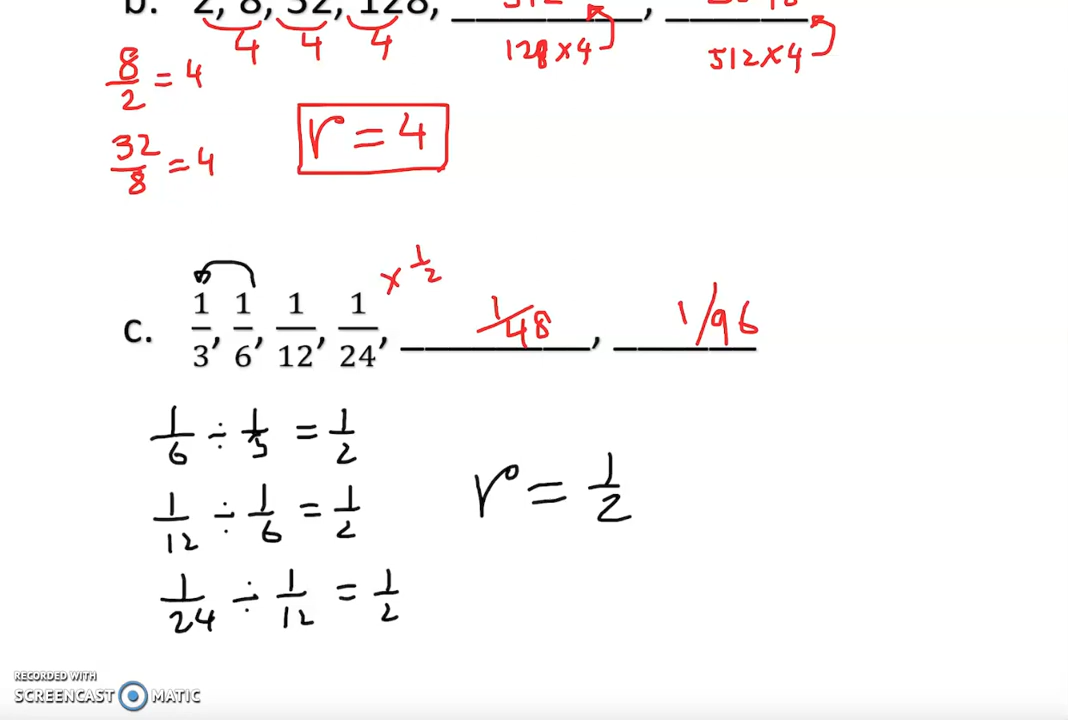 b. 2, 8, 32, 128, ____, ____
4 4 4 128 x 4 512 x 4
8/2 = 4
r = 4
32/8 = 4
x 1/2
c. 1/3, 1/6, 1/12, 1/24, 1/48, 1/96
1/6 ÷ 1/3 = 1/2
r = 1/2
1/12 ÷ 1/6 = 1/2
1/24 ÷ 1/12 = 1/2
RECORDED WITH
SCREENCAST MATIC